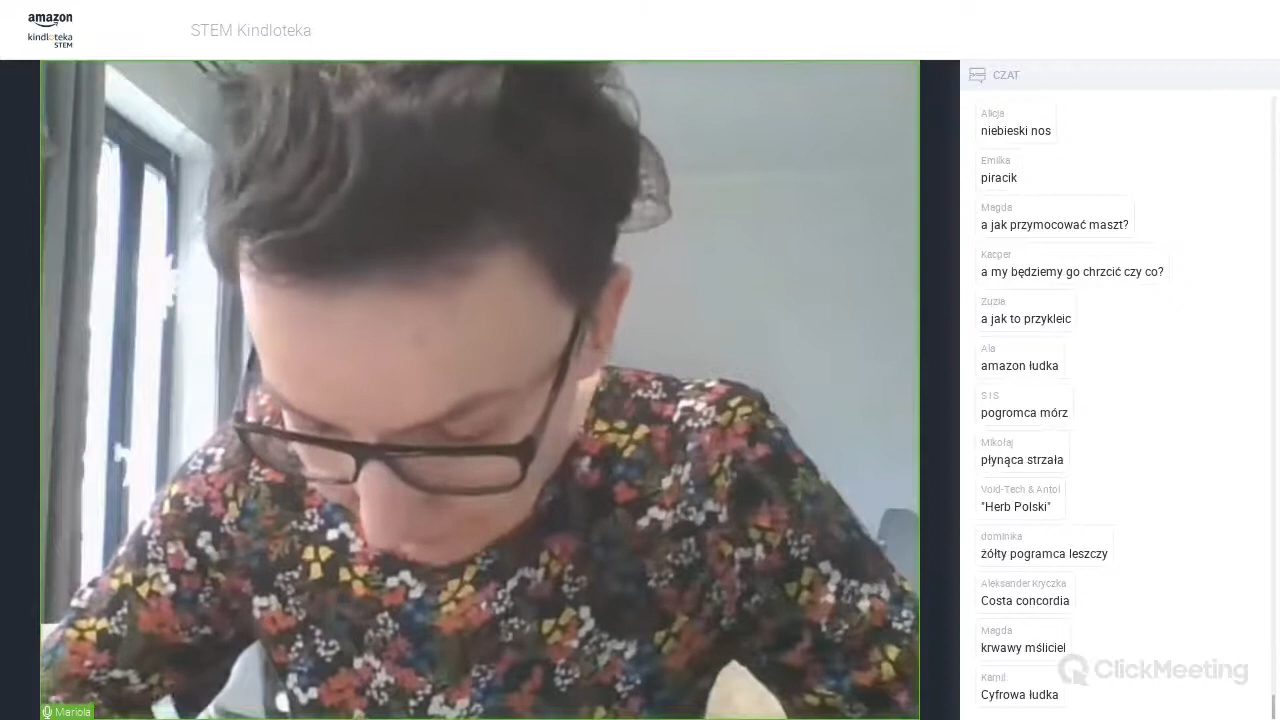 amazon
kindloteka
STEM
STEM Kindloteka
CZAT
Alicja
niebieski nos
Emilka
piracik
Magda
a jak przymocować maszt?
Kacper
a my będziemy go chrzcić czy co?
Zuzia
a jak to przykleic
Ala
amazon łudka
S I S
pogromca mórz
Mikołaj
płynąca strzała
Void-Tech & Antol
"Herb Polski"
dominika
żółty pogramca leszczy
Aleksander Kryczka
Costa concordia
Magda
krwawy mściciel
Kamil
Cyfrowa łudka
ClickMeeting
Mariola